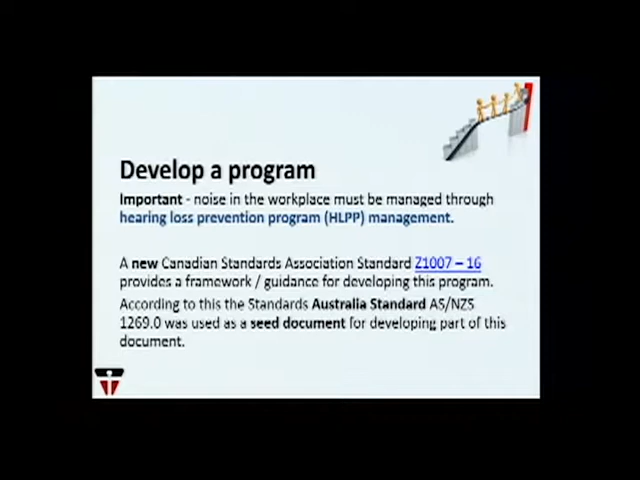 Develop a program
Important - noise in the workplace must be managed through
hearing loss prevention program (HLPP) management.
A new Canadian Standards Association Standard Z1007 – 16
provides a framework / guidance for developing this program.
According to this the Standards Australia Standard AS/NZS
1269.0 was used as a seed document for developing part of this
document.